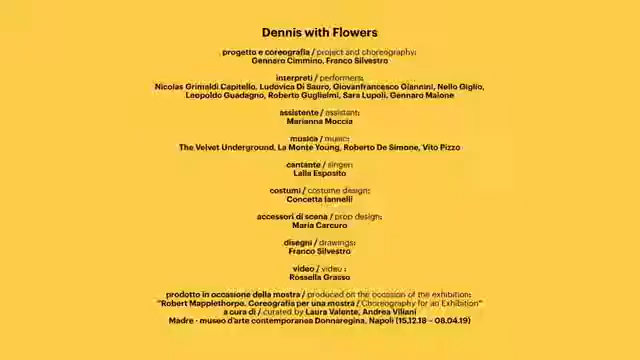 Dennis with Flowers
progetto e coreografia / project and choreography:
Gennaro Cimmino, Franco Silvestro
interpreti / performers:
Nicolas Grimaldi Capitello, Ludovica Di Sauro, Giovanfrancesco Giannini, Nello Giglio,
Leopoldo Guadagno, Roberto Guglielmi, Sara Lupoli, Gennaro Maione
assistente / assistant:
Marianna Moccia
musica / music:
The Velvet Underground, La Monte Young, Roberto De Simone, Vito Pizzo
cantante / singer:
Lalla Esposito
costumi / costume design:
Concetta Iannelli
accessori di scena / prop design:
Maria Carcuro
disegni / drawings:
Franco Silvestro
video / video :
Rossella Grasso
prodotto in occasione della mostra / produced on the occasion of the exhibition:
“Robert Mapplethorpe. Coreografia per una mostra / Choreography for an Exhibition”
a cura di / curated by Laura Valente, Andrea Viliani
Madre - museo d’arte contemporanea Donnaregina, Napoli (15.12.18 – 08.04.19)